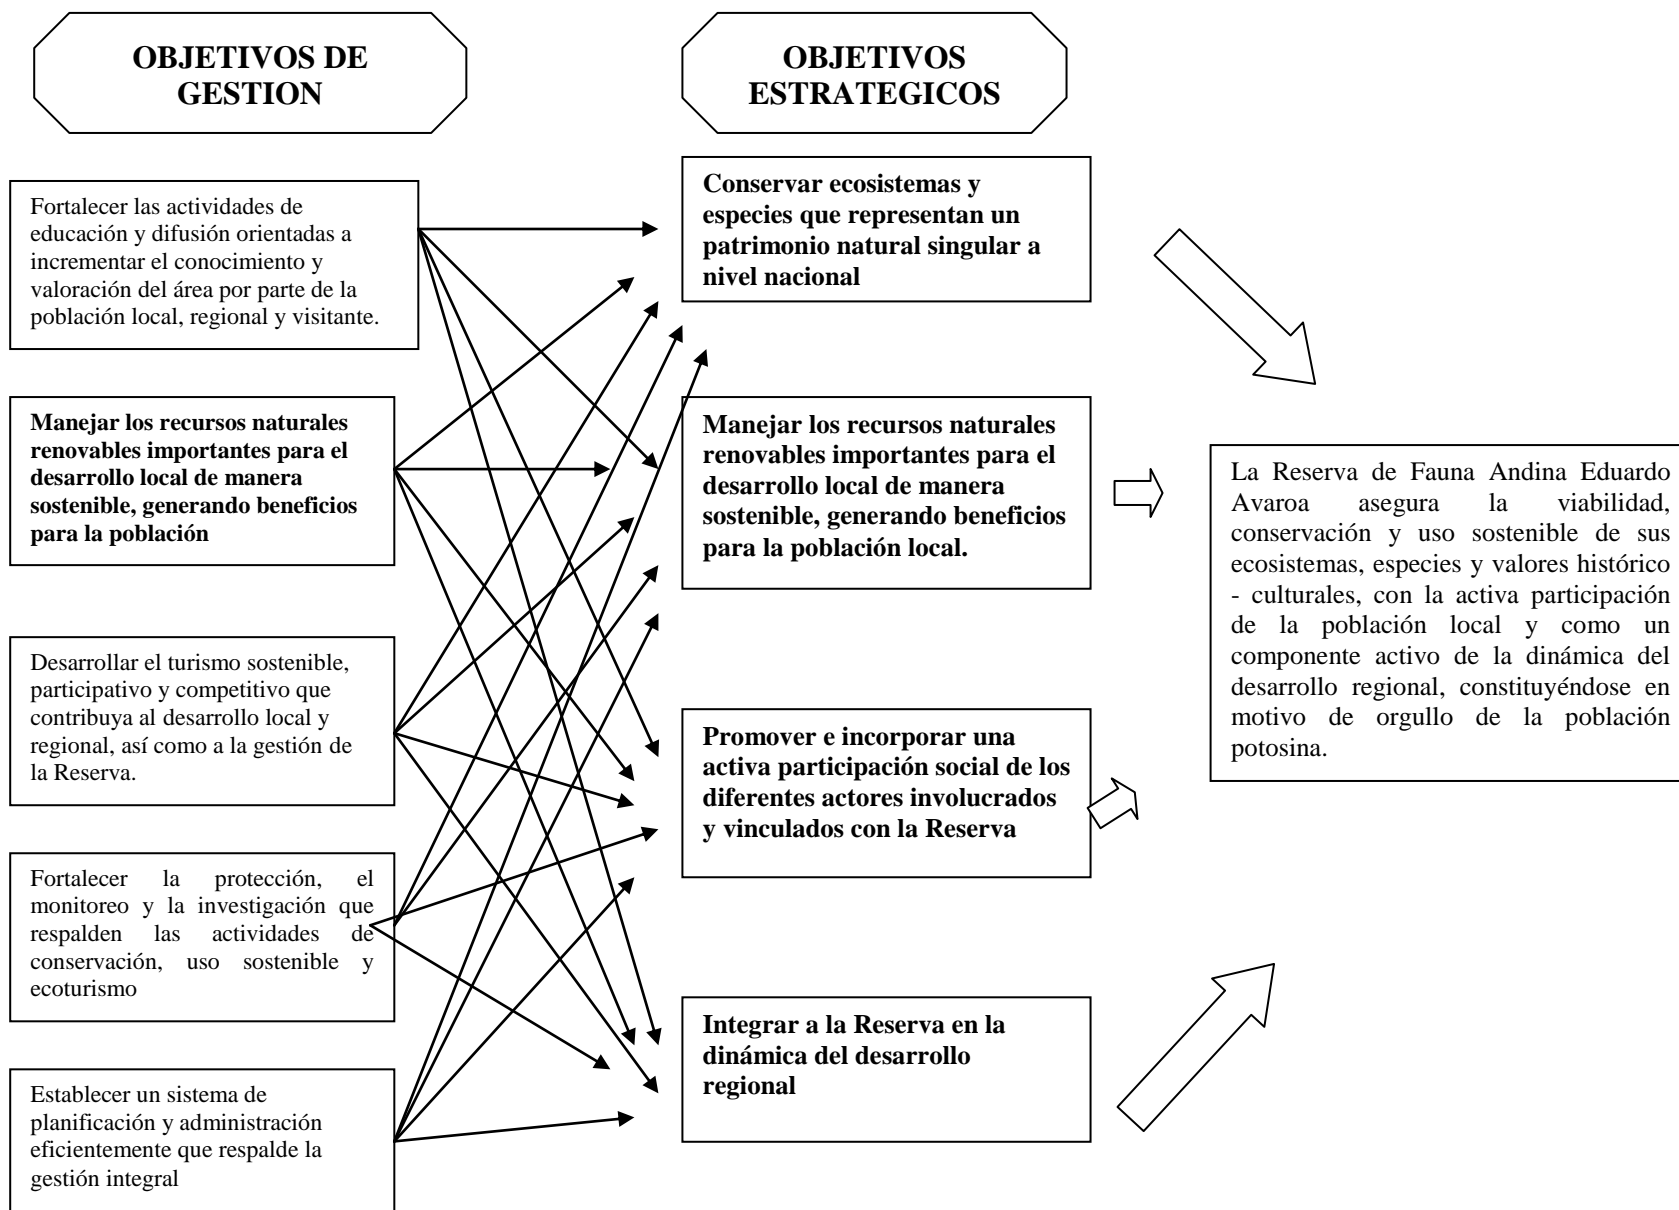 OBJETIVOS DE
GESTION
Fortalecer las actividades de
educación y difusión orientadas a
incrementar el conocimiento y
valoración del área por parte de la
población local, regional y visitante.
Manejar los recursos naturales
renovables importantes para el
desarrollo local de manera
sostenible, generando beneficios
para la población
Desarrollar el turismo sostenible,
participativo y competitivo que
contribuya al desarrollo local y
regional, así como a la gestión de
la Reserva.
Fortalecer la protección, el
monitoreo y la investigación que
respalden las actividades de
conservación, uso sostenible y
ecoturismo
Establecer un sistema de
planificación y administración
eficientemente que respalde la
gestión integral
OBJETIVOS
ESTRATEGICOS
Conservar ecosistemas y
especies que representan un
patrimonio natural singular a
nivel nacional
Manejar los recursos naturales
renovables importantes para el
desarrollo local de manera
sostenible, generando beneficios
para la población local.
Promover e incorporar una
activa participación social de los
diferentes actores involucrados
y vinculados con la Reserva
Integrar a la Reserva en la
dinámica del desarrollo
regional
La Reserva de Fauna Andina Eduardo
Avaroa asegura la viabilidad,
conservación y uso sostenible de sus
ecosistemas, especies y valores histórico
- culturales, con la activa participación
de la población local y como un
componente activo de la dinámica del
desarrollo regional, constituyéndose en
motivo de orgullo de la población
potosina.